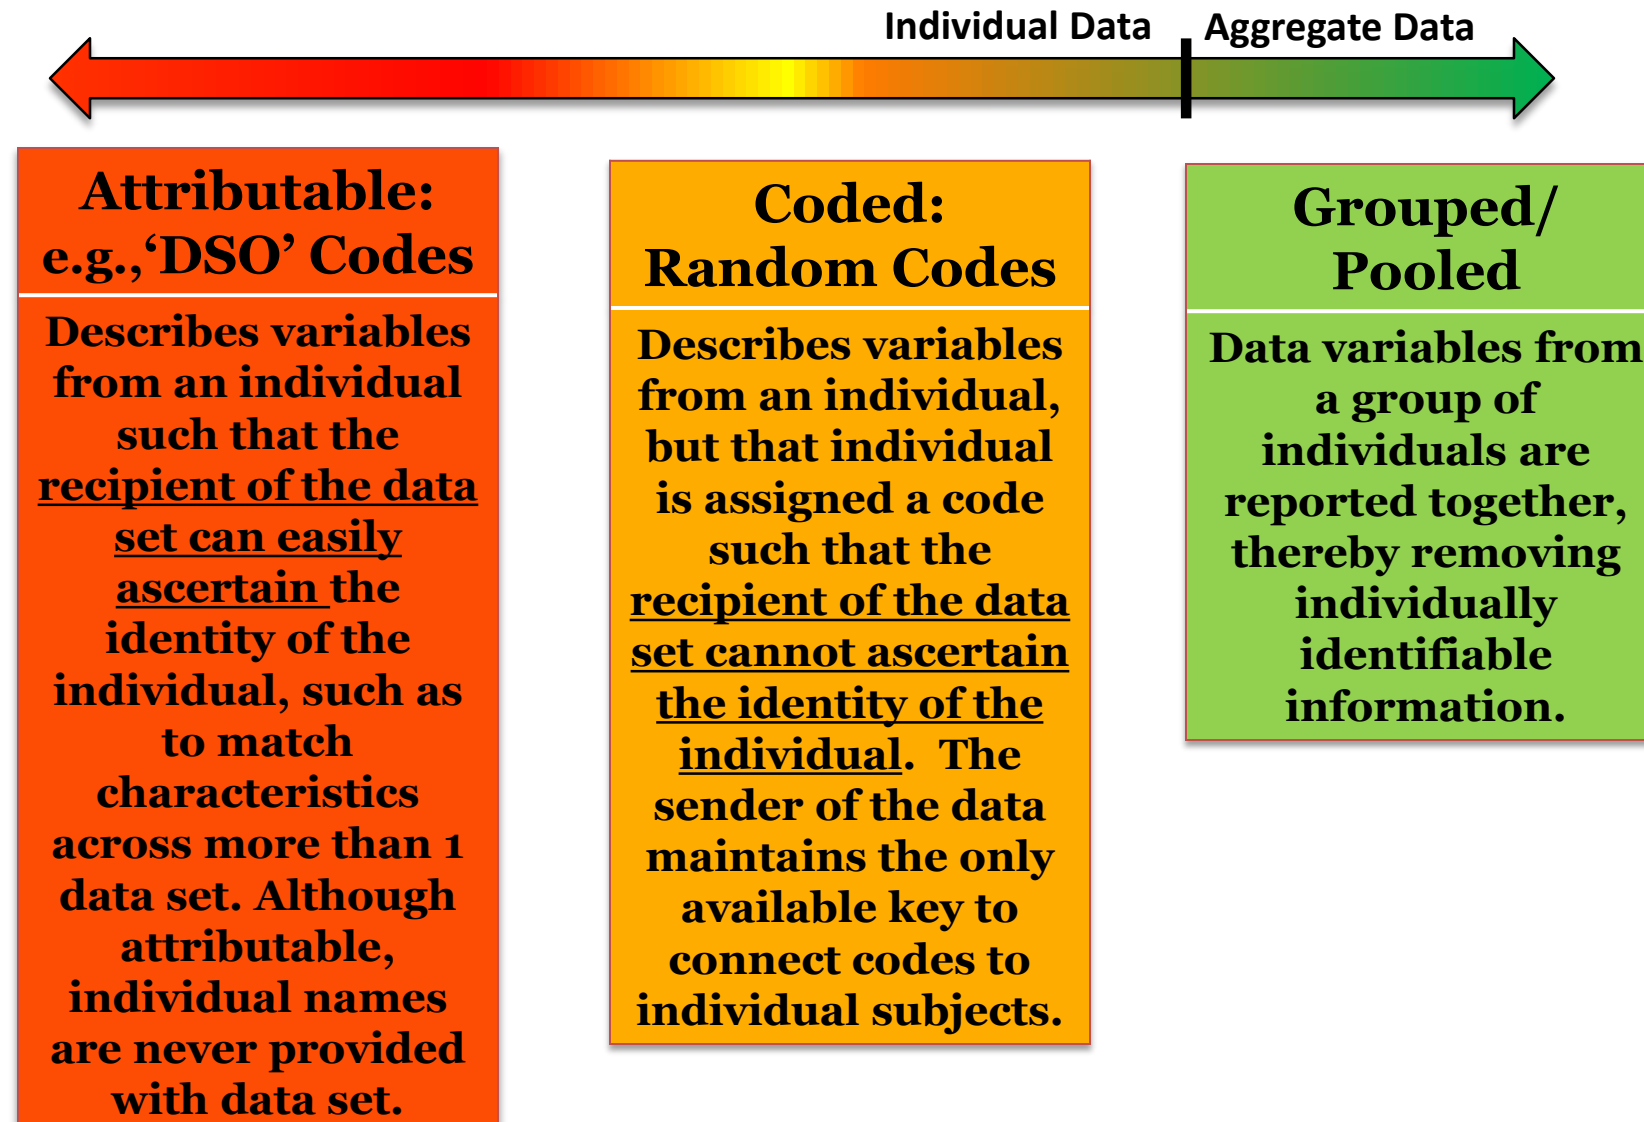 Individual Data
Aggregate Data
Attributable:
e.g.,‘DSO’ Codes
Describes variables
from an individual
such that the
recipient of the data
set can easily
ascertain the
identity of the
individual, such as
to match
characteristics
across more than 1
data set. Although
attributable,
individual names
are never provided
with data set.
Coded:
Random Codes
Describes variables
from an individual,
but that individual
is assigned a code
such that the
recipient of the data
set cannot ascertain
the identity of the
individual.  The
sender of the data
maintains the only
available key to
connect codes to
individual subjects.
Grouped/
Pooled
Data variables from
a group of
individuals are
reported together,
thereby removing
individually
identifiable
information.